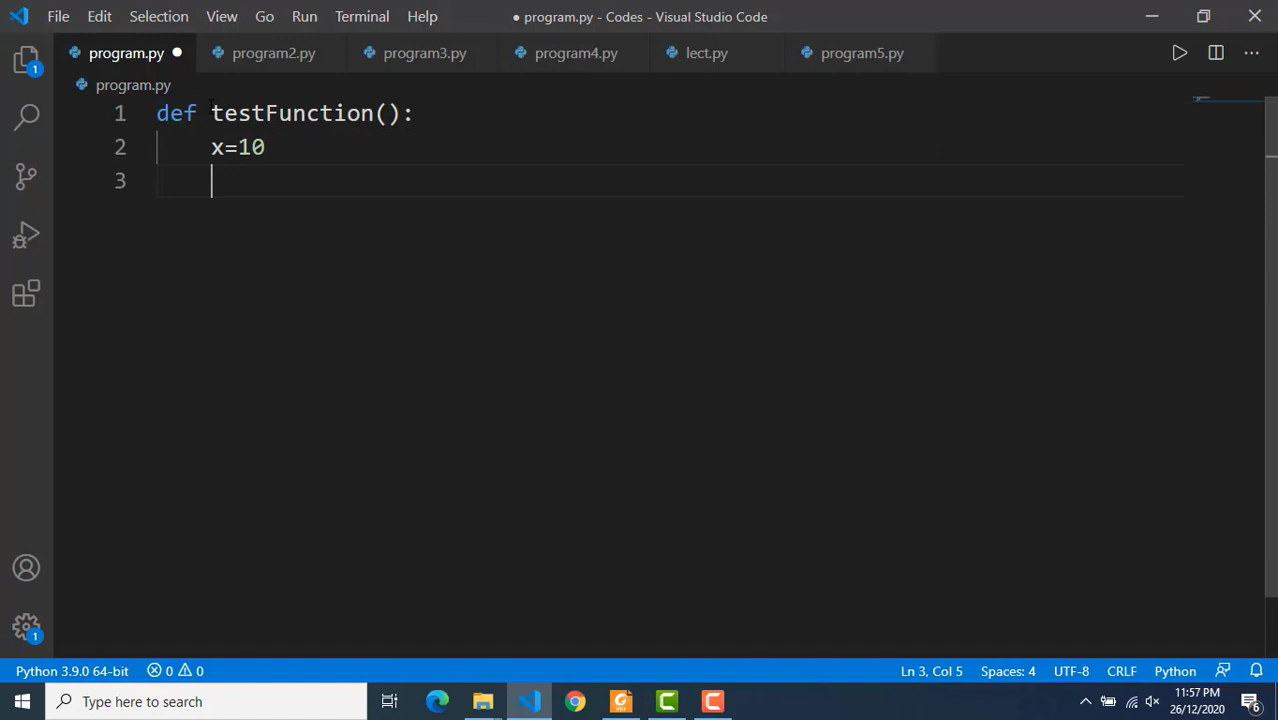 File Edit Selection View Go Run Terminal Help ● program.py - Codes - Visual Studio Code
program.py program2.py program3.py program4.py lect.py program5.py
program.py
1 def testFunction():
2 x=10
3
1
1
Python 3.9.0 64-bit 0 0 Ln 3, Col 5 Spaces: 4 UTF-8 CRLF Python
Type here to search
11:57 PM
26/12/2020
6